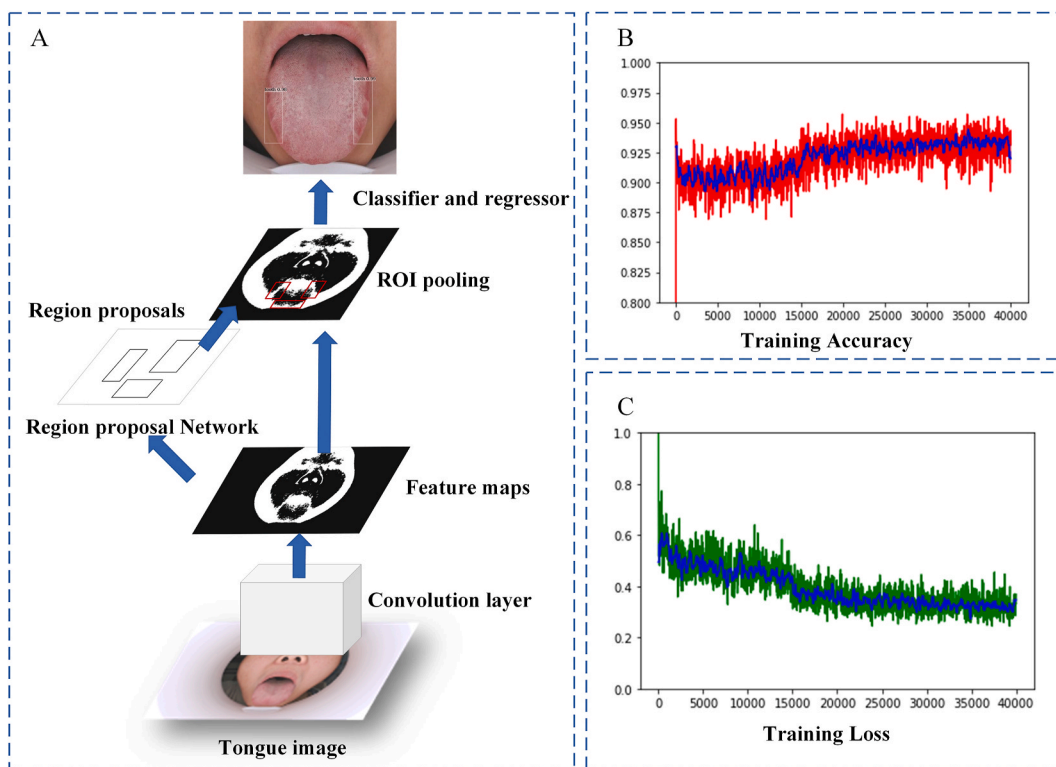 A
Classifier and regressor
ROI pooling
Region proposals
Region proposal Network
Feature maps
Convolution layer
Tongue image
B
1.000
0.975
0.950
0.925
0.900
0.875
0.850
0.825
0.800
0 5000 10000 15000 20000 25000 30000 35000 40000
Training Accuracy
C
1.0
0.8
0.6
0.4
0.2
0.0
0 5000 10000 15000 20000 25000 30000 35000 40000
Training Loss